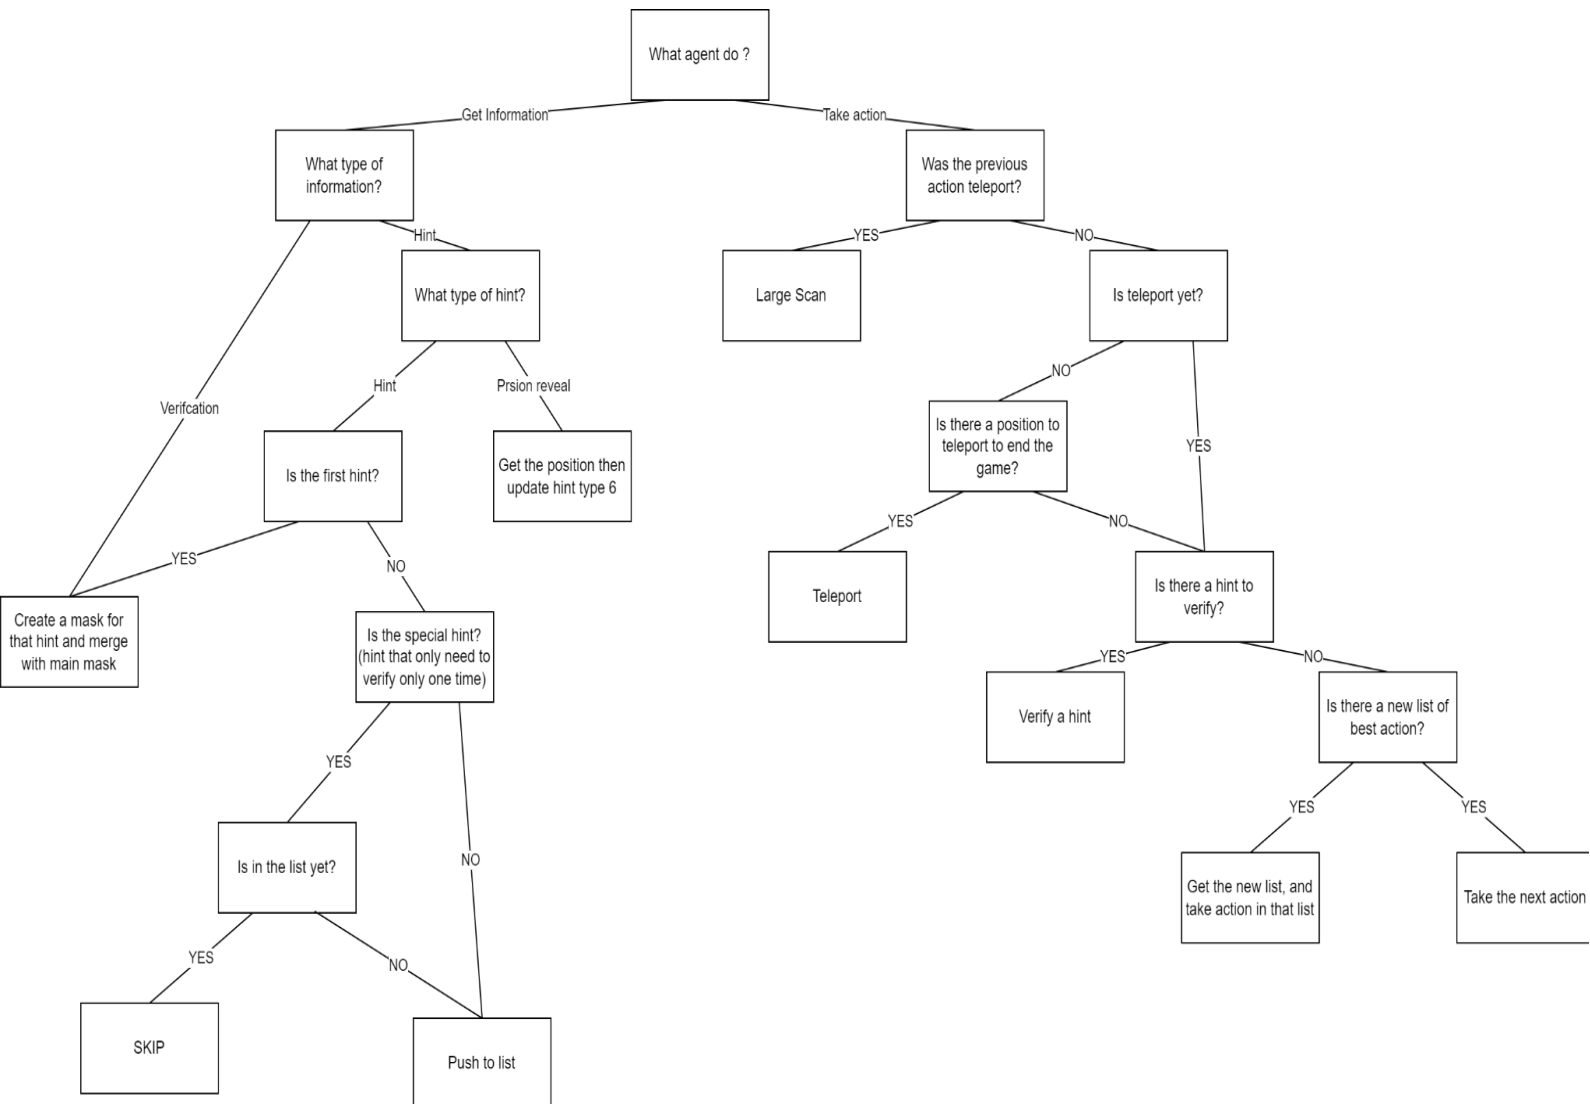 What agent do ?
Get Information
Take action
What type of
information?
Was the previous
action teleport?
Hint
YES
NO
What type of hint?
Large Scan
Is teleport yet?
Hint
Prsion reveal
NO
Verifcation
Is there a position to
teleport to end the
game?
YES
Is the first hint?
Get the position then
update hint type 6
YES
NO
YES
NO
Create a mask for
that hint and merge
with main mask
Is the special hint?
(hint that only need to
verify only one time)
Teleport
Is there a hint to
verify?
YES
NO
Verify a hint
Is there a new list of
best action?
YES
NO
YES
YES
Is in the list yet?
Get the new list, and
take action in that list
Take the next action
YES
NO
SKIP
Push to list